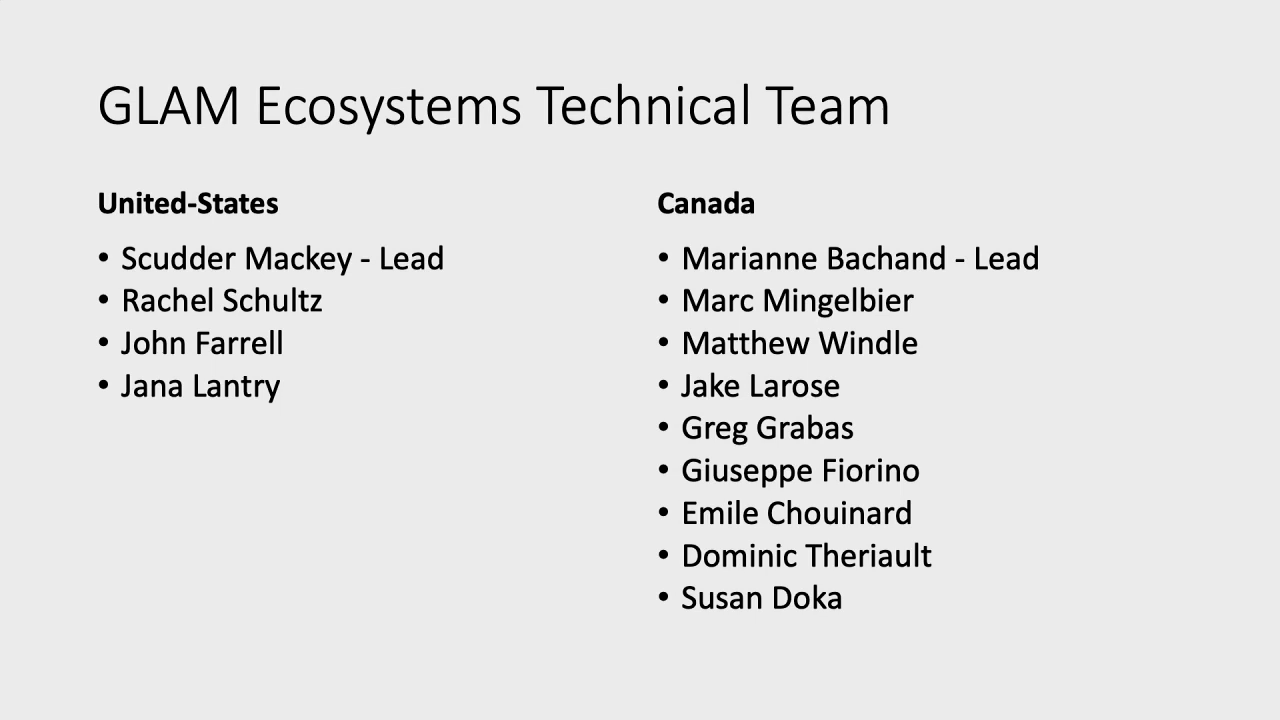 GLAM Ecosystems Technical Team
United-States
• Scudder Mackey - Lead
• Rachel Schultz
• John Farrell
• Jana Lantry
Canada
• Marianne Bachand - Lead
• Marc Mingelbier
• Matthew Windle
• Jake Larose
• Greg Grabas
• Giuseppe Fiorino
• Emile Chouinard
• Dominic Theriault
• Susan Doka